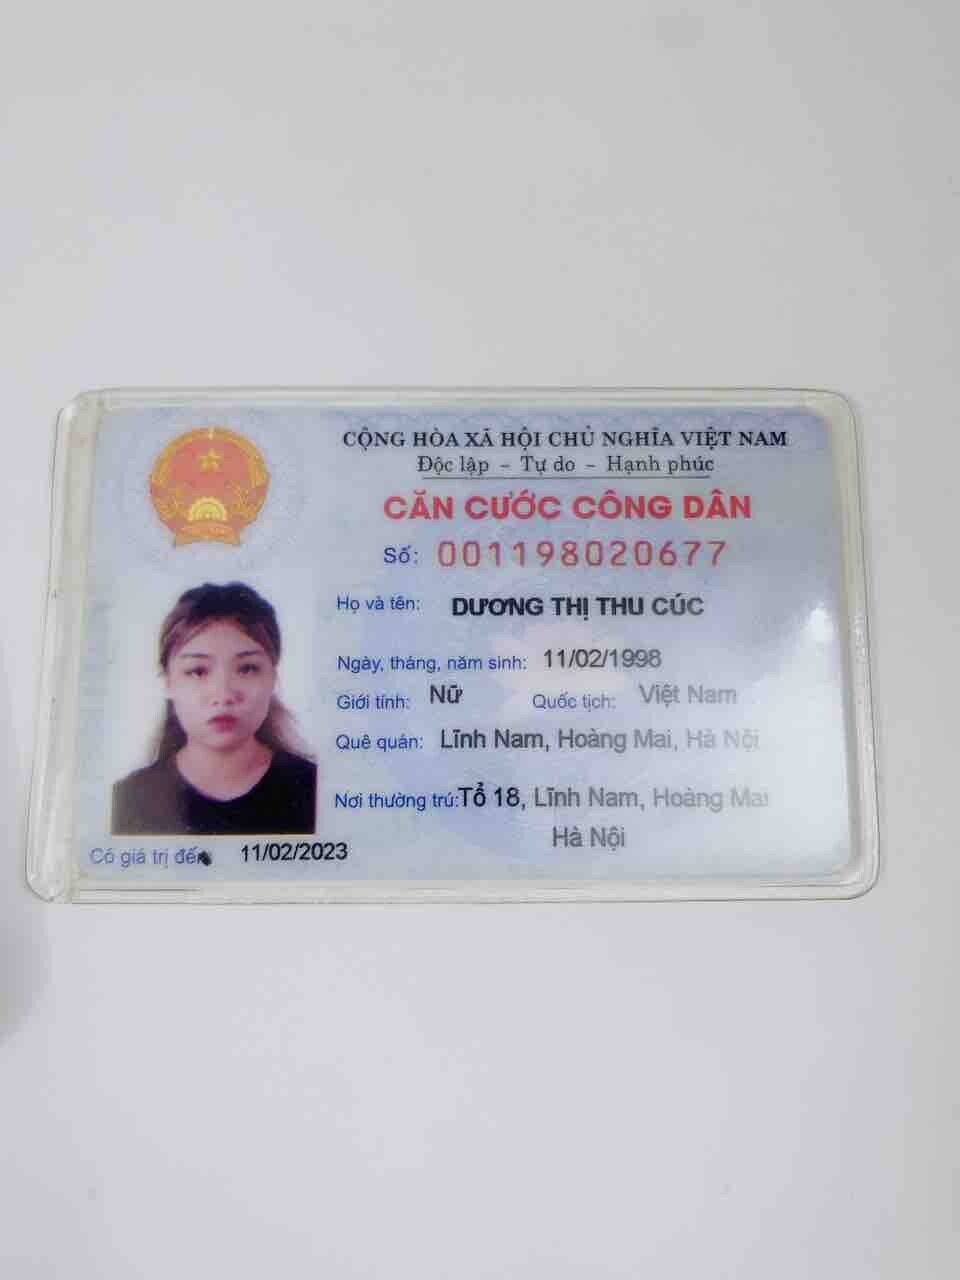 CỘNG HÒA XÃ HỘI CHỦ NGHĨA VIỆT NAM
Độc lập - Tự do - Hạnh phúc
CĂN CƯỚC CÔNG DÂN
Số: 001198020677
Họ và tên: DƯƠNG THỊ THU CÚC
Ngày, tháng, năm sinh: 11/02/1998
Giới tính: Nữ Quốc tịch: Việt Nam
Quê quán: Lĩnh Nam, Hoàng Mai, Hà Nội
Nơi thường trú: Tổ 18, Lĩnh Nam, Hoàng Mai
Hà Nội
Có giá trị đến 11/02/2023